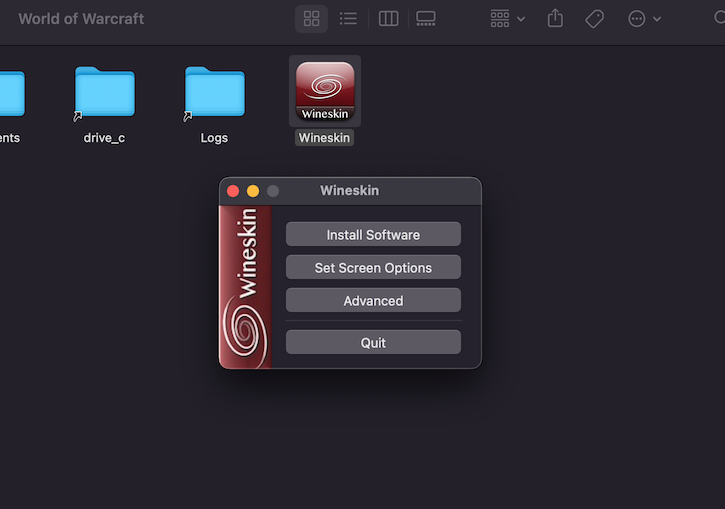 World of Warcraft
ents
drive_c
Logs
Wineskin
Wineskin
Wineskin
Wineskin
Install Software
Set Screen Options
Advanced
Quit